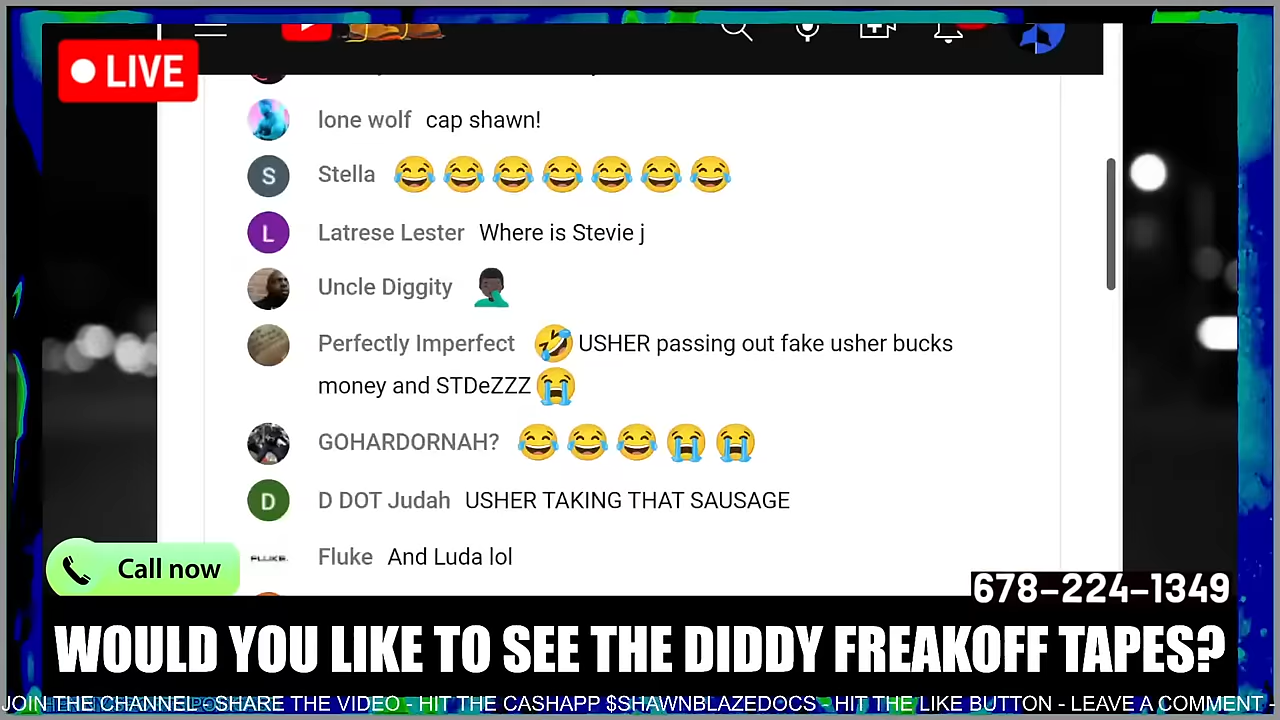 LIVE
lone wolf cap shawn!
S Stella
L Latrese Lester Where is Stevie j
Uncle Diggity
Perfectly Imperfect USHER passing out fake usher bucks
money and STDeZZZ
GOHARDORNAH?
D D DOT Judah USHER TAKING THAT SAUSAGE
FLUKE. Fluke And Luda lol
Call now
678-224-1349
WOULD YOU LIKE TO SEE THE DIDDY FREAKOFF TAPES?
JOIN THE CHANNEL - SHARE THE VIDEO - HIT THE CASHAPP $SHAWNBLAZEDOCS - HIT THE LIKE BUTTON - LEAVE A COMMENT -